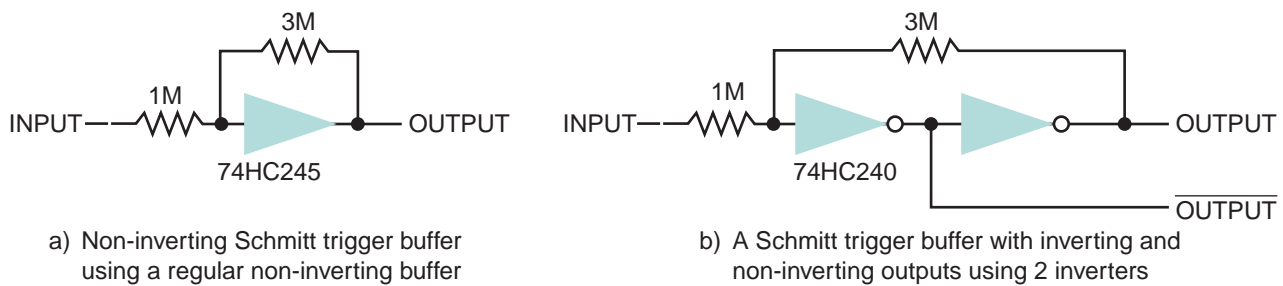 3M
1M
INPUT
OUTPUT
74HC245
a) Non-inverting Schmitt trigger buffer
using a regular non-inverting buffer
3M
1M
INPUT
OUTPUT
74HC240
OUTPUT
b) A Schmitt trigger buffer with inverting and
non-inverting outputs using 2 inverters